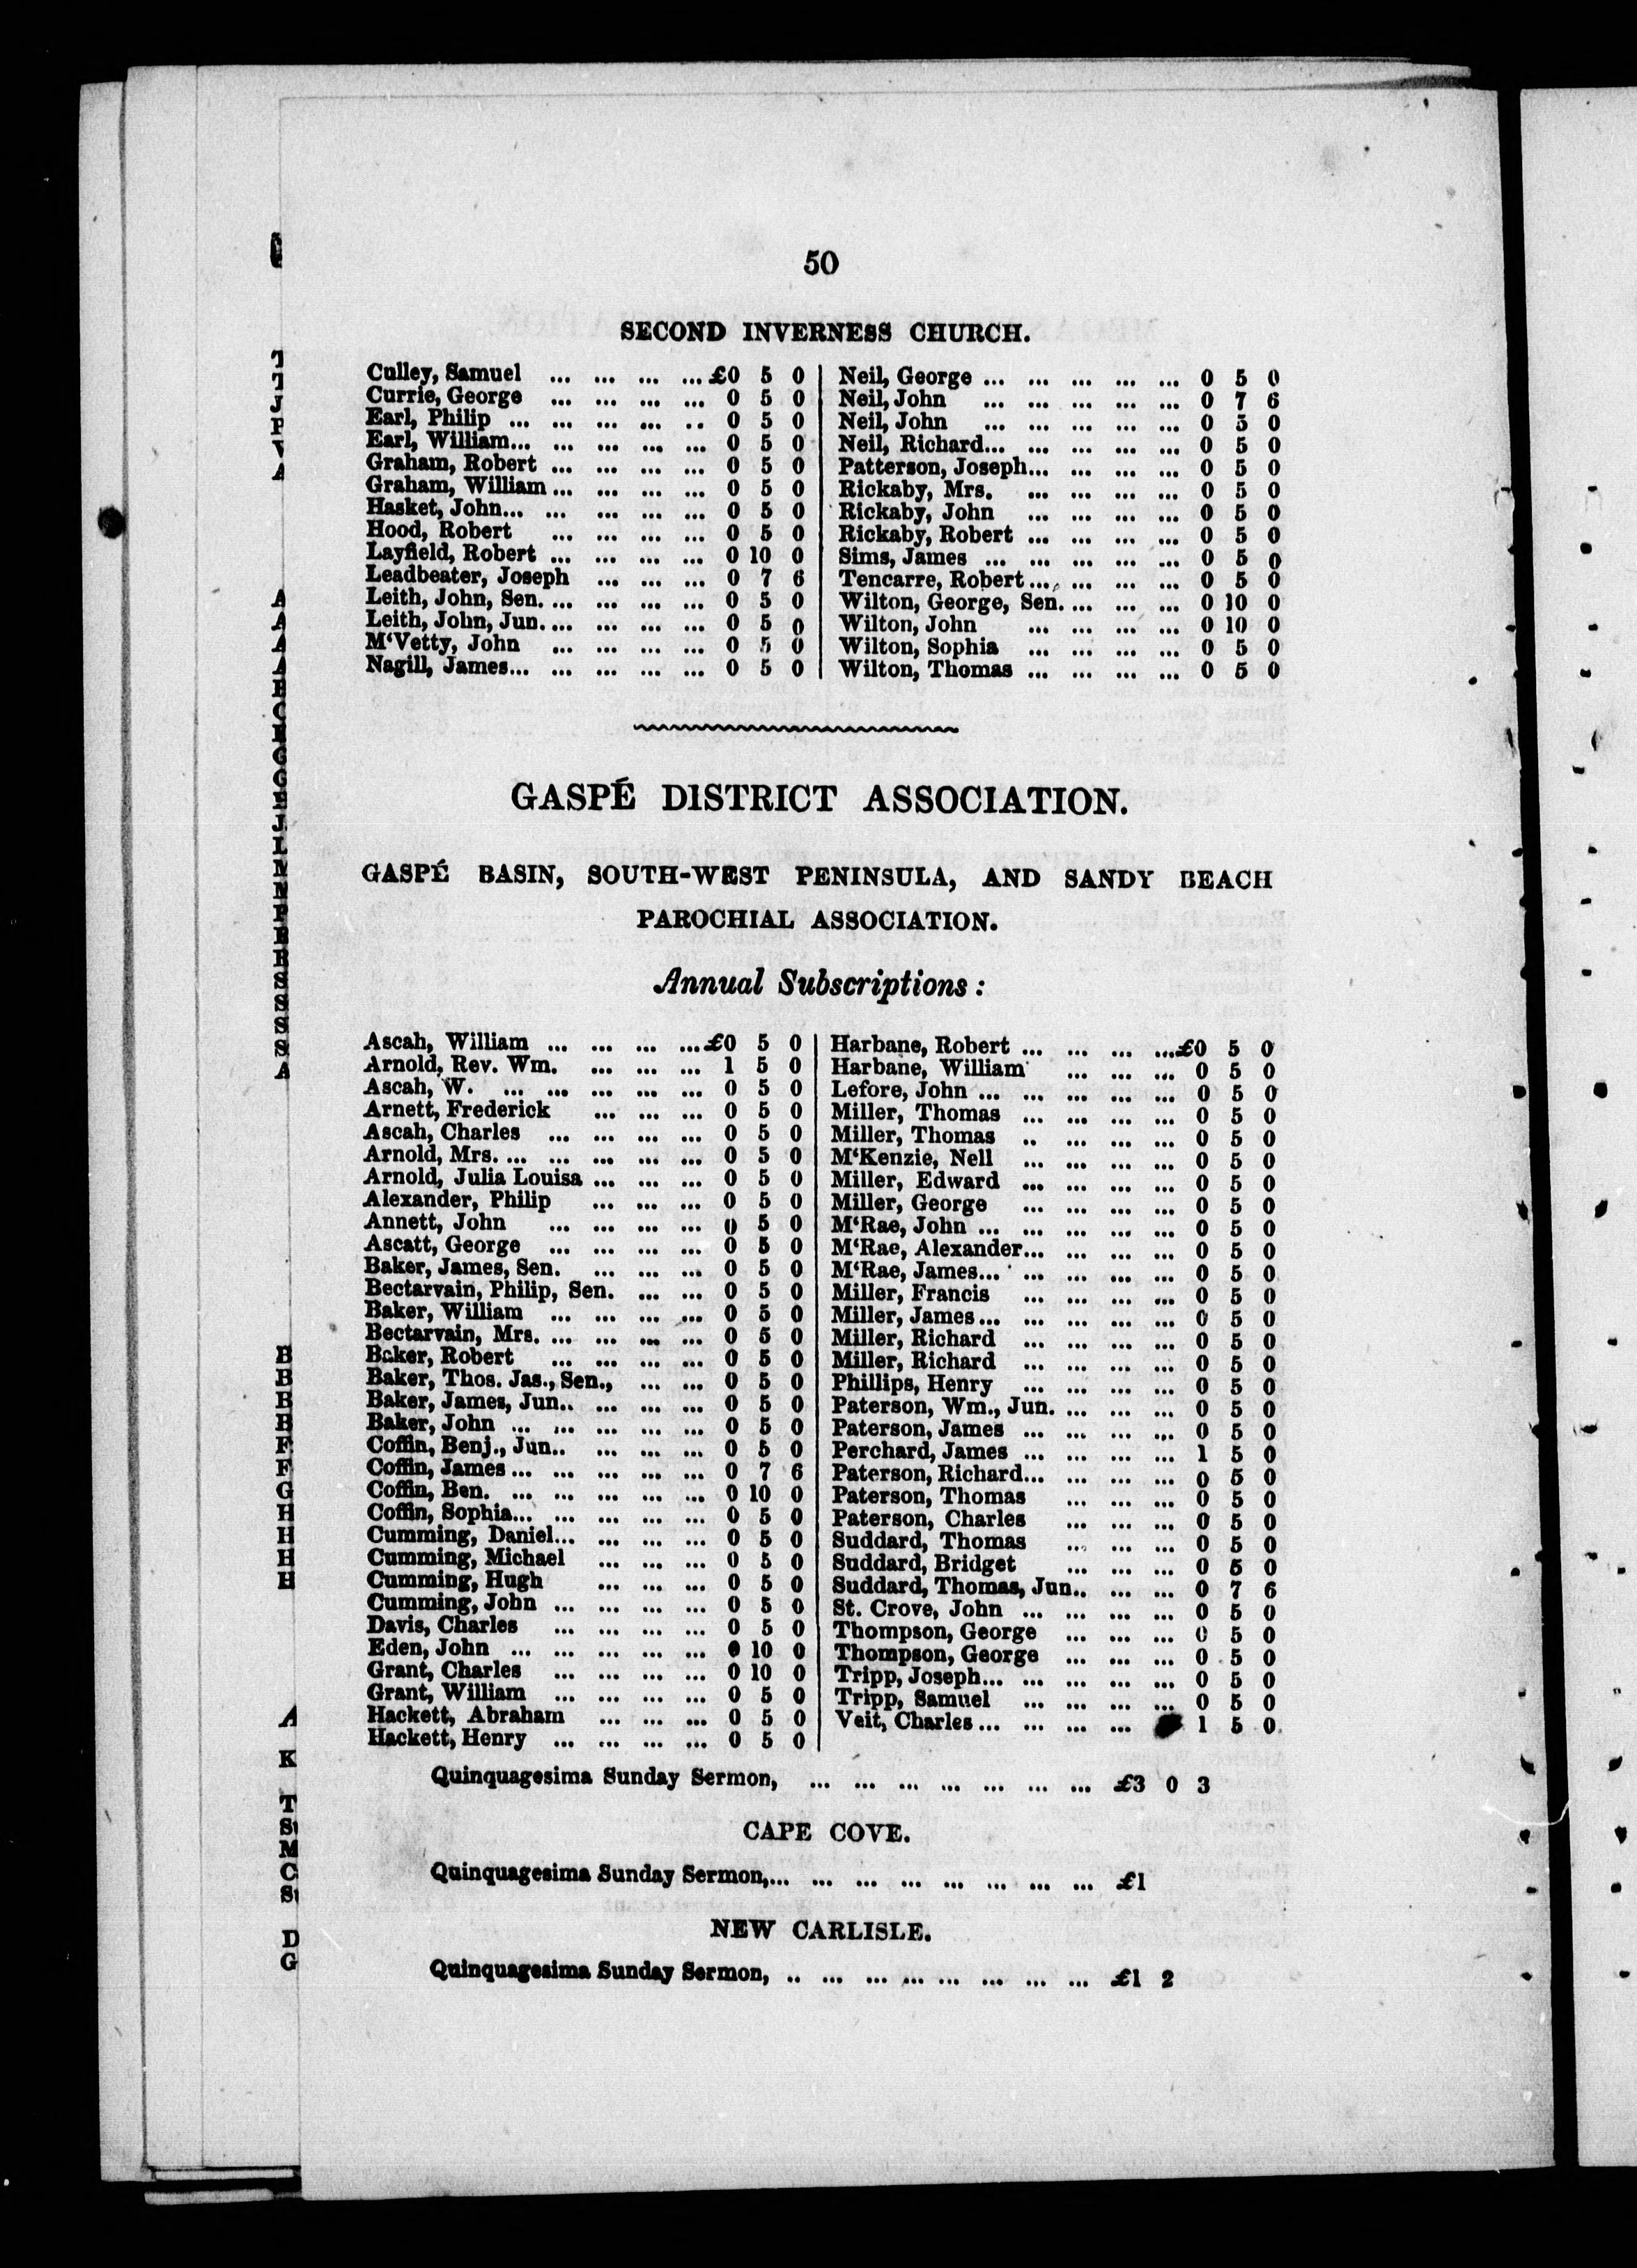 50
SECOND INVERNESS CHURCH.
Culley, Samuel ... ... ... ... £0 5 0
Currie, George ... ... ... ... 0 5 0
Earl, Philip ... ... ... ... .. 0 5 0
Earl, William... ... ... ... ... 0 5 0
Graham, Robert ... ... ... ... 0 5 0
Graham, William ... ... ... ... 0 5 0
Hasket, John... ... ... ... ... 0 5 0
Hood, Robert ... ... ... ... 0 5 0
Layfield, Robert ... ... ... ... 0 10 0
Leadbeater, Joseph ... ... ... 0 7 6
Leith, John, Sen. ... ... ... ... 0 5 0
Leith, John, Jun. ... ... ... ... 0 5 0
M‘Vetty, John ... ... ... ... 0 5 0
Nagill, James... ... ... ... ... 0 5 0
Neil, George ... ... ... ... ... 0 5 0
Neil, John ... ... ... ... ... 0 7 6
Neil, John ... ... ... ... ... 0 5 0
Neil, Richard... ... ... ... ... 0 5 0
Patterson, Joseph... ... ... ... 0 5 0
Rickaby, Mrs. ... ... ... ... 0 5 0
Rickaby, John ... ... ... ... 0 5 0
Rickaby, Robert ... ... ... ... 0 5 0
Sims, James ... ... ... ... ... 0 5 0
Tencarre, Robert ... ... ... ... 0 5 0
Wilton, George, Sen. ... ... ... 0 10 0
Wilton, John ... ... ... ... 0 10 0
Wilton, Sophia ... ... ... ... 0 5 0
Wilton, Thomas ... ... ... ... 0 5 0
GASPÉ DISTRICT ASSOCIATION.
GASPÉ BASIN, SOUTH-WEST PENINSULA, AND SANDY BEACH
PAROCHIAL ASSOCIATION.
Annual Subscriptions:
Ascah, William ... ... ... ... £0 5 0
Arnold, Rev. Wm. ... ... ... 1 5 0
Ascah, W. ... ... ... ... ... 0 5 0
Arnett, Frederick ... ... ... 0 5 0
Ascah, Charles ... ... ... ... 0 5 0
Arnold, Mrs. ... ... ... ... ... 0 5 0
Arnold, Julia Louisa ... ... ... 0 5 0
Alexander, Philip ... ... ... 0 5 0
Annett, John ... ... ... ... 0 5 0
Ascatt, George ... ... ... ... 0 5 0
Baker, James, Sen. ... ... ... 0 5 0
Bectarvain, Philip, Sen. ... ... 0 5 0
Baker, William ... ... ... ... 0 5 0
Bectarvain, Mrs. ... ... ... ... 0 5 0
Baker, Robert ... ... ... ... 0 5 0
Baker, Thos. Jas., Sen., ... ... 0 5 0
Baker, James, Jun.. ... ... ... 0 5 0
Baker, John ... ... ... ... ... 0 5 0
Coffin, Benj., Jun.. ... ... ... 0 5 0
Coffin, James ... ... ... ... ... 0 7 6
Coffin, Ben. ... ... ... ... ... 0 10 0
Coffin, Sophia... ... ... ... ... 0 5 0
Cumming, Daniel... ... ... ... 0 5 0
Cumming, Michael ... ... ... 0 5 0
Cumming, Hugh ... ... ... 0 5 0
Cumming, John ... ... ... ... 0 5 0
Davis, Charles ... ... ... ... 0 5 0
Eden, John ... ... ... ... ... 0 10 0
Grant, Charles ... ... ... ... 0 10 0
Grant, William ... ... ... ... 0 5 0
Hackett, Abraham ... ... ... 0 5 0
Hackett, Henry ... ... ... ... 0 5 0
Harbane, Robert ... ... ... ... £0 5 0
Harbane, William ... ... ... 0 5 0
Lefore, John ... ... ... ... ... 0 5 0
Miller, Thomas ... ... ... ... 0 5 0
Miller, Thomas .. ... ... ... 0 5 0
M‘Kenzie, Nell ... ... ... ... 0 5 0
Miller, Edward ... ... ... ... 0 5 0
Miller, George ... ... ... ... 0 5 0
M‘Rae, John ... ... ... ... ... 0 5 0
M‘Rae, Alexander... ... ... ... 0 5 0
M‘Rae, James... ... ... ... ... 0 5 0
Miller, Francis ... ... ... ... 0 5 0
Miller, James ... ... ... ... ... 0 5 0
Miller, Richard ... ... ... ... 0 5 0
Miller, Richard ... ... ... ... 0 5 0
Phillips, Henry ... ... ... ... 0 5 0
Paterson, Wm., Jun. ... ... ... 0 5 0
Paterson, James ... ... ... ... 0 5 0
Perchard, James ... ... ... ... 1 5 0
Paterson, Richard... ... ... ... 0 5 0
Paterson, Thomas ... ... ... 0 5 0
Paterson, Charles ... ... ... 0 5 0
Suddard, Thomas ... ... ... 0 5 0
Suddard, Bridget ... ... ... 0 5 0
Suddard, Thomas, Jun.. ... ... 0 7 6
St. Crove, John ... ... ... ... 0 5 0
Thompson, George ... ... ... 0 5 0
Thompson, George ... ... ... 0 5 0
Tripp, Joseph... ... ... ... ... 0 5 0
Tripp, Samuel ... ... ... ... 0 5 0
Veit, Charles ... ... ... ... 1 5 0
Quinquagesima Sunday Sermon, ... ... ... ... ... ... ... £3 0 3
CAPE COVE.
Quinquagesima Sunday Sermon,... ... ... ... ... ... ... ... £1
NEW CARLISLE.
Quinquagesima Sunday Sermon, .. ... ... ... ... ... ... ... £1 2